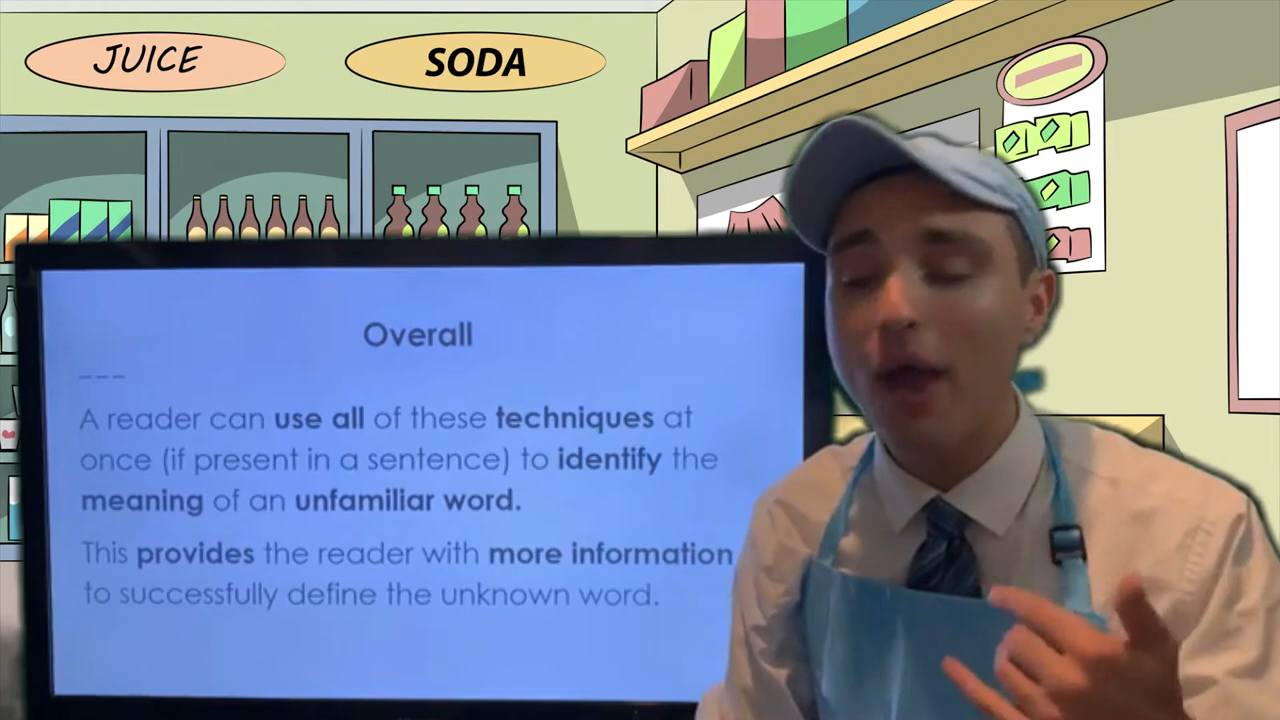 JUICE
SODA
Overall
---
A reader can use all of these techniques at
once (if present in a sentence) to identify the
meaning of an unfamiliar word.
This provides the reader with more information
to successfully define the unknown word.